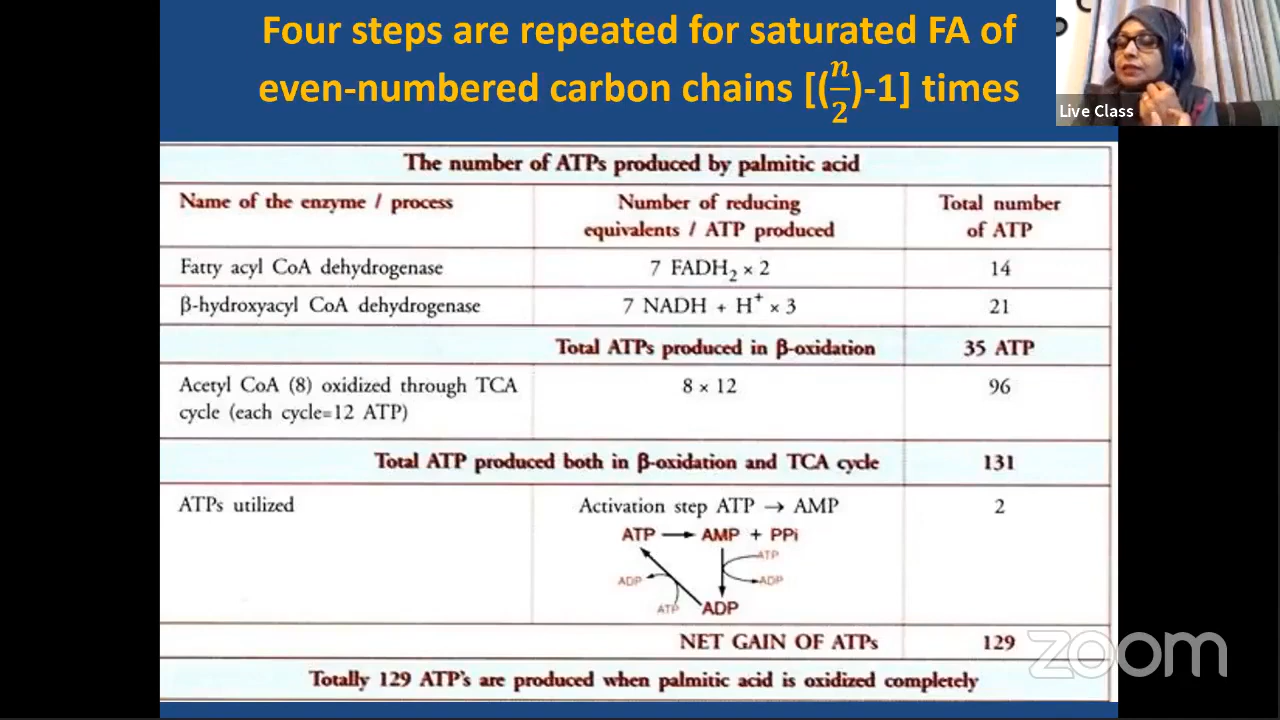 Four steps are repeated for saturated FA of
even-numbered carbon chains [(n/2)-1] times
Live Class
The number of ATPs produced by palmitic acid
Name of the enzyme / process
Number of reducing
equivalents / ATP produced
Total number
of ATP
Fatty acyl CoA dehydrogenase
7 FADH₂ × 2
14
β-hydroxyacyl CoA dehydrogenase
7 NADH + H⁺ × 3
21
Total ATPs produced in β-oxidation
35 ATP
Acetyl CoA (8) oxidized through TCA
cycle (each cycle=12 ATP)
8 × 12
96
Total ATP produced both in β-oxidation and TCA cycle
131
ATPs utilized
Activation step ATP → AMP
2
ATP → AMP + PPi
ATP
ADP
ADP
ATP
ADP
NET GAIN OF ATPs
129
zoom
Totally 129 ATP's are produced when palmitic acid is oxidized completely